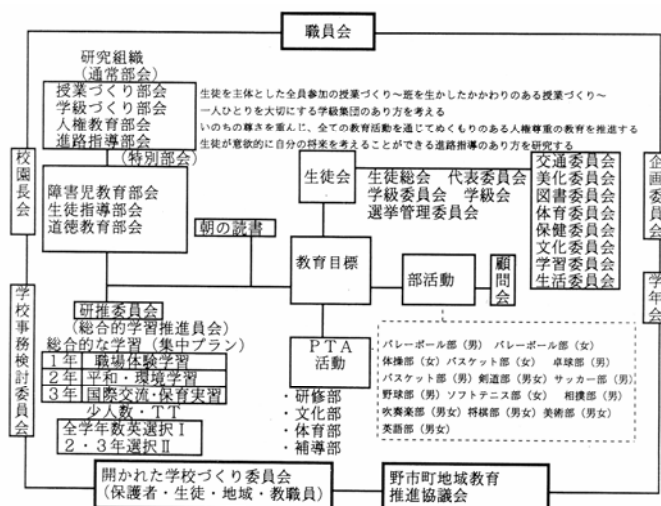 職員会
研究組織
(通常部会)
授業づくり部会
学級づくり部会
人権教育部会
進路指導部会
生徒を主体とした全員参加の授業づくり～班を生かしたかかわりのある授業づくり～
一人ひとりを大切にする学級集団のあり方を考える
いのちの尊さを重んじ、全ての教育活動を通じてぬくもりのある人権尊重の教育を推進する
生徒が意欲的に自分の将来を考えることができる進路指導のあり方を研究する
(特別部会)
障害児教育部会
生徒指導部会
道徳教育部会
校園長会
学校事務検討委員会
朝の読書
生徒会
生徒総会 代表委員会
学級委員会 学級会
選挙管理委員会
交通委員会
美化委員会
図書委員会
体育委員会
保健委員会
文化委員会
学習委員会
生活委員会
企画委員会
学年会
教育目標
部活動
顧問会
研推委員会
(総合的学習推進員会)
総合的な学習(集中プラン)
1年 職場体験学習
2年 平和・環境学習
3年 国際交流・保育実習
少人数・TT
全学年数英選択Ⅰ
2・3年選択Ⅱ
PTA
活動
・研修部
・文化部
・体育部
・補導部
バレーボール部(男) バレーボール部(女)
体操部(女)バスケット部(女) 卓球部(男)
バスケット部(男)剣道部(男女)サッカー部(男)
野球部(男)ソフトテニス部(女) 相撲部(男)
吹奏楽部(男女)将棋部(男女)美術部(男女)
英語部(男女)
開かれた学校づくり委員会
(保護者・生徒・地域・教職員)
野市町地域教育
推進協議会